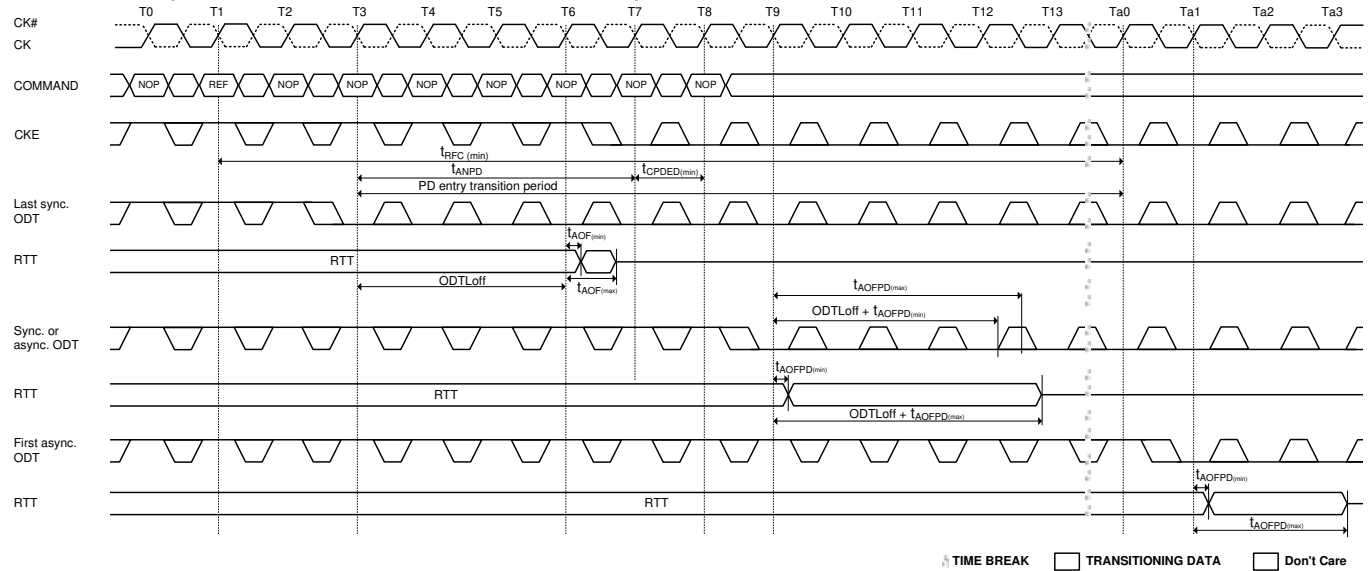 T0 T1 T2 T3 T4 T5 T6 T7 T8 T9 T10 T11 T12 T13 Ta0 Ta1 Ta2 Ta3
CK#
CK
COMMAND NOP REF NOP NOP NOP NOP NOP NOP NOP
CKE
tRFC (min)
tANPD tCPDED(min)
PD entry transition period
Last sync.
ODT
tAOF(min)
RTT RTT
ODTLoff tAOF(max)
tAOFPD(max)
ODTLoff + tAOFPD(min)
Sync. or
async. ODT
tAOFPD(min)
RTT RTT
ODTLoff + tAOFPD(max)
First async.
ODT
tAOFPD(min)
RTT RTT
tAOFPD(max)
TIME BREAK TRANSITIONING DATA Don't Care